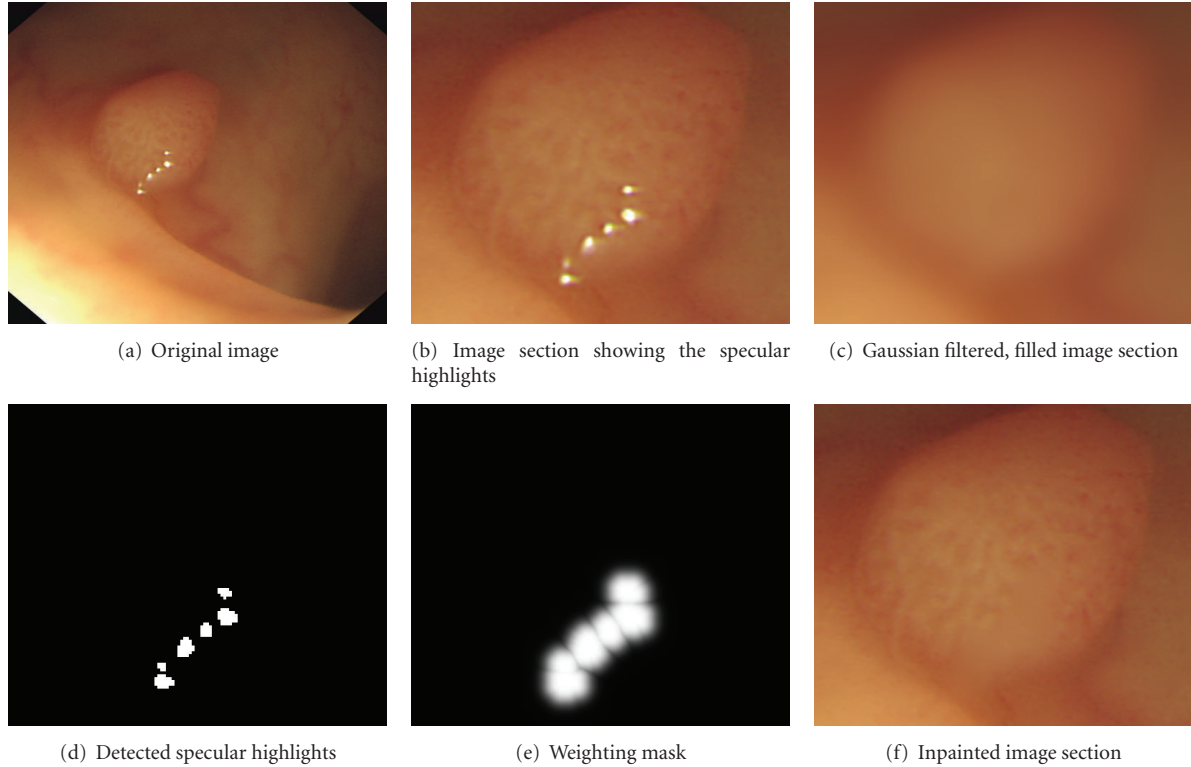 (a) Original image
(b) Image section showing the specular
highlights
(c) Gaussian filtered, filled image section
(d) Detected specular highlights
(e) Weighting mask
(f) Inpainted image section